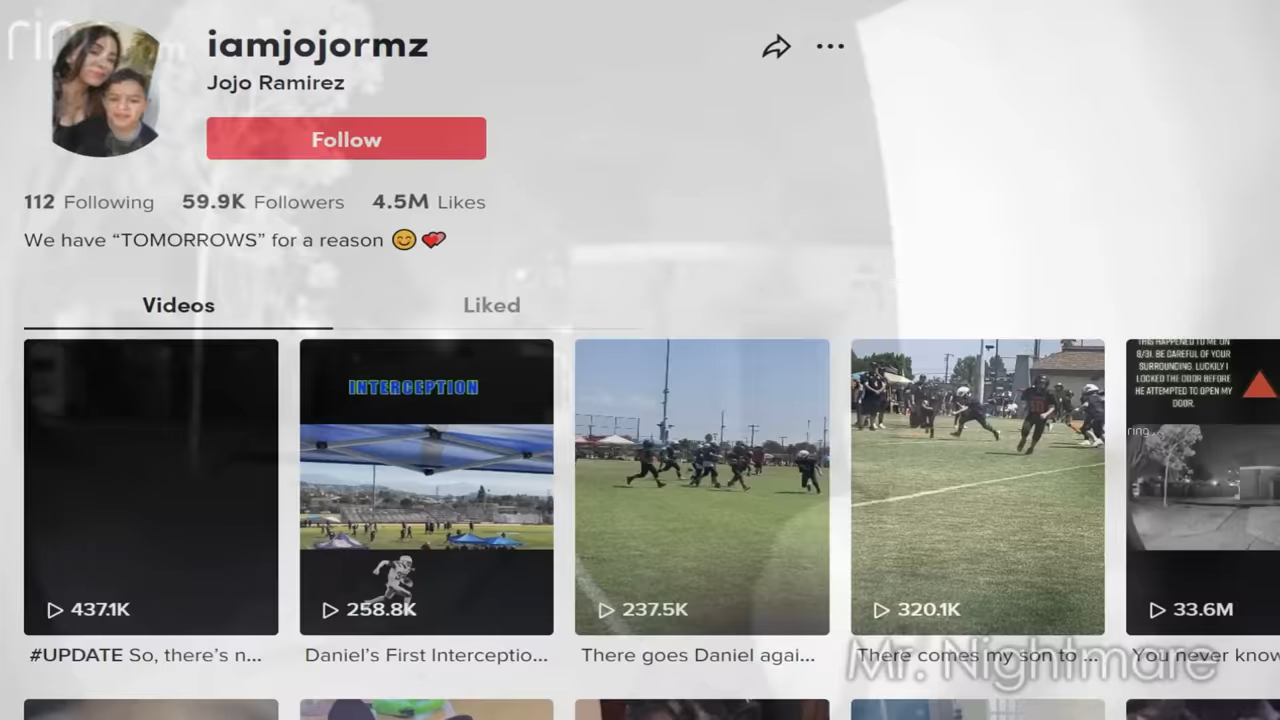 ring
iamjojormz
Jojo Ramirez
Follow
112 Following 59.9K Followers 4.5M Likes
We have “TOMORROWS” for a reason 😊💕
Videos Liked
INTERCEPTION
THIS HAPPENED TO ME ON
8/31. BE CAREFUL OF YOUR
SURROUNDING. LUCKILY I
LOCKED THE DOOR BEFORE
HE ATTEMPTED TO OPEN MY
DOOR.
ring
437.1K 258.8K 237.5K 320.1K 33.6M
#UPDATE So, there’s n... Daniel’s First Interceptio... There goes Daniel agai... There comes my son to ... You never know
Mr. Nightmare